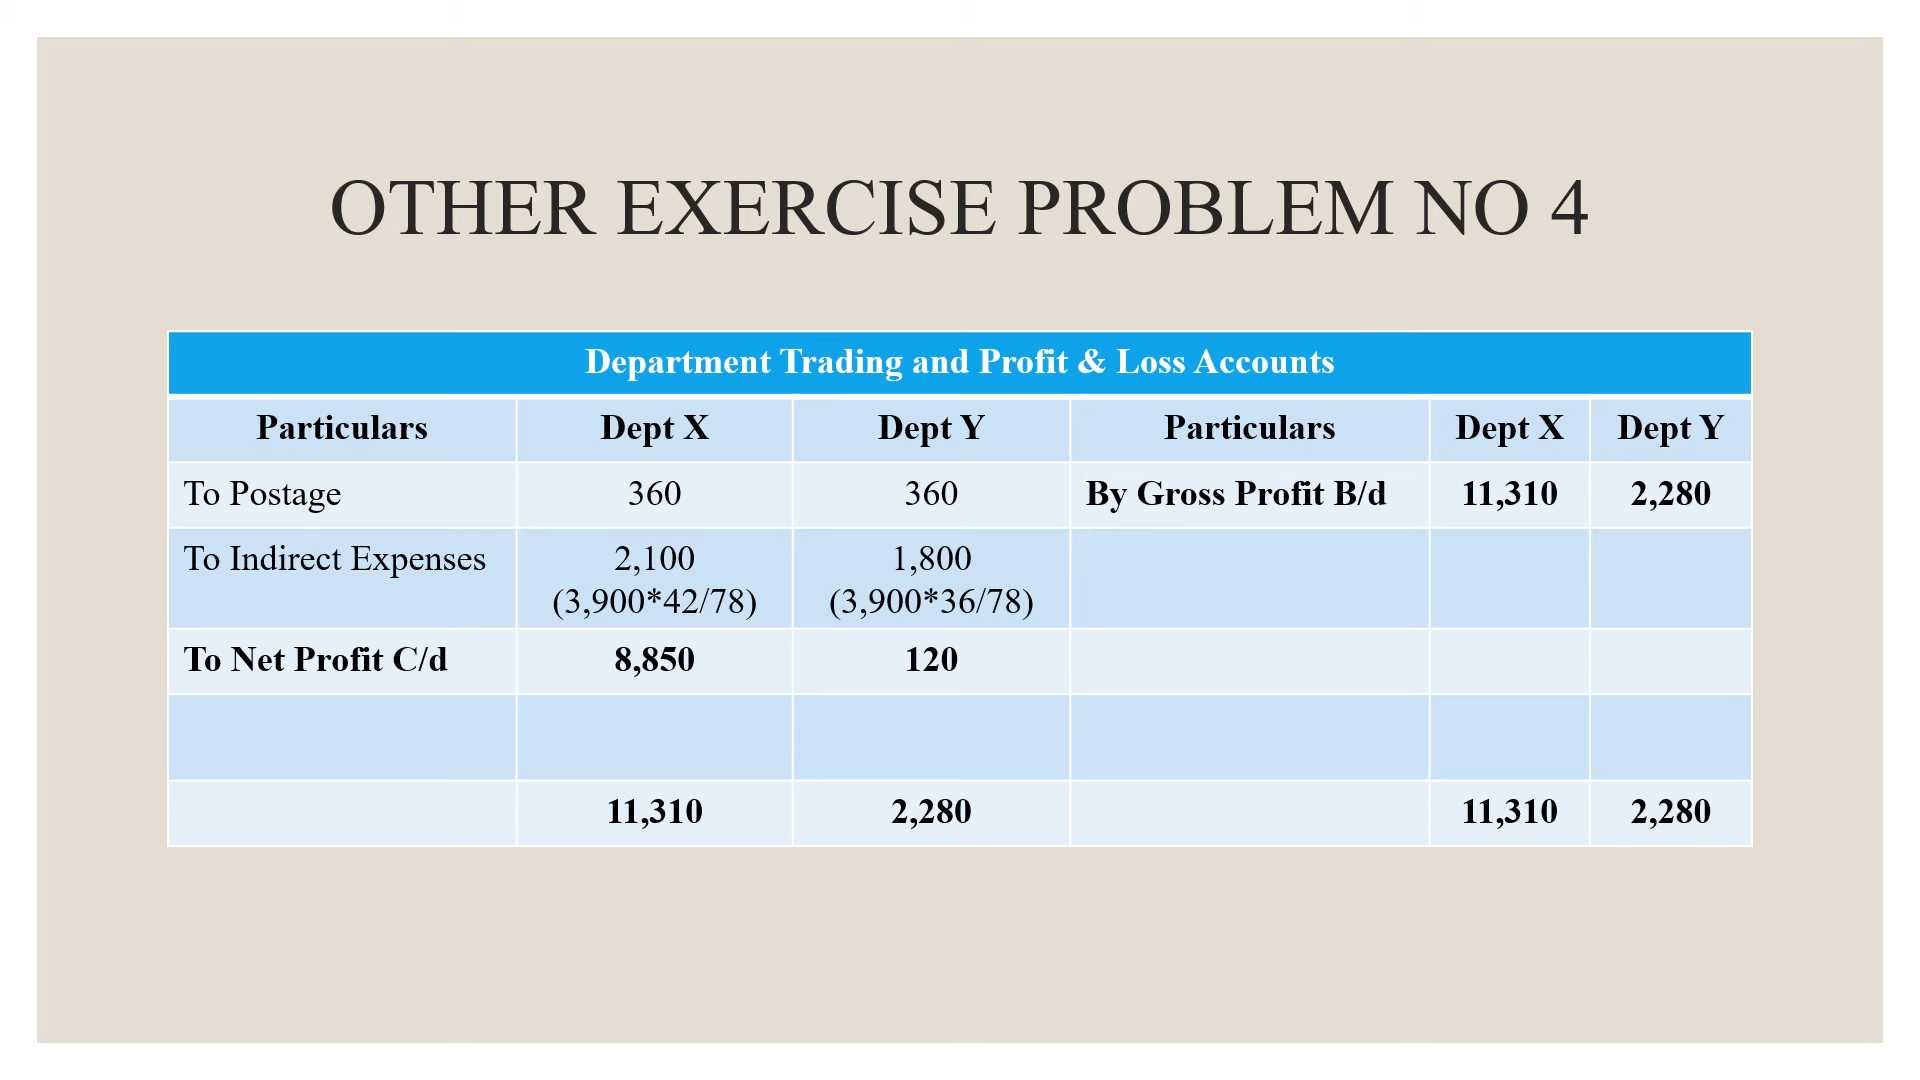 OTHER EXERCISE PROBLEM NO 4
Department Trading and Profit & Loss Accounts
Particulars Dept X Dept Y Particulars Dept X Dept Y
To Postage 360 360 By Gross Profit B/d 11,310 2,280
To Indirect Expenses 2,100 1,800
(3,900*42/78) (3,900*36/78)
To Net Profit C/d 8,850 120
11,310 2,280 11,310 2,280